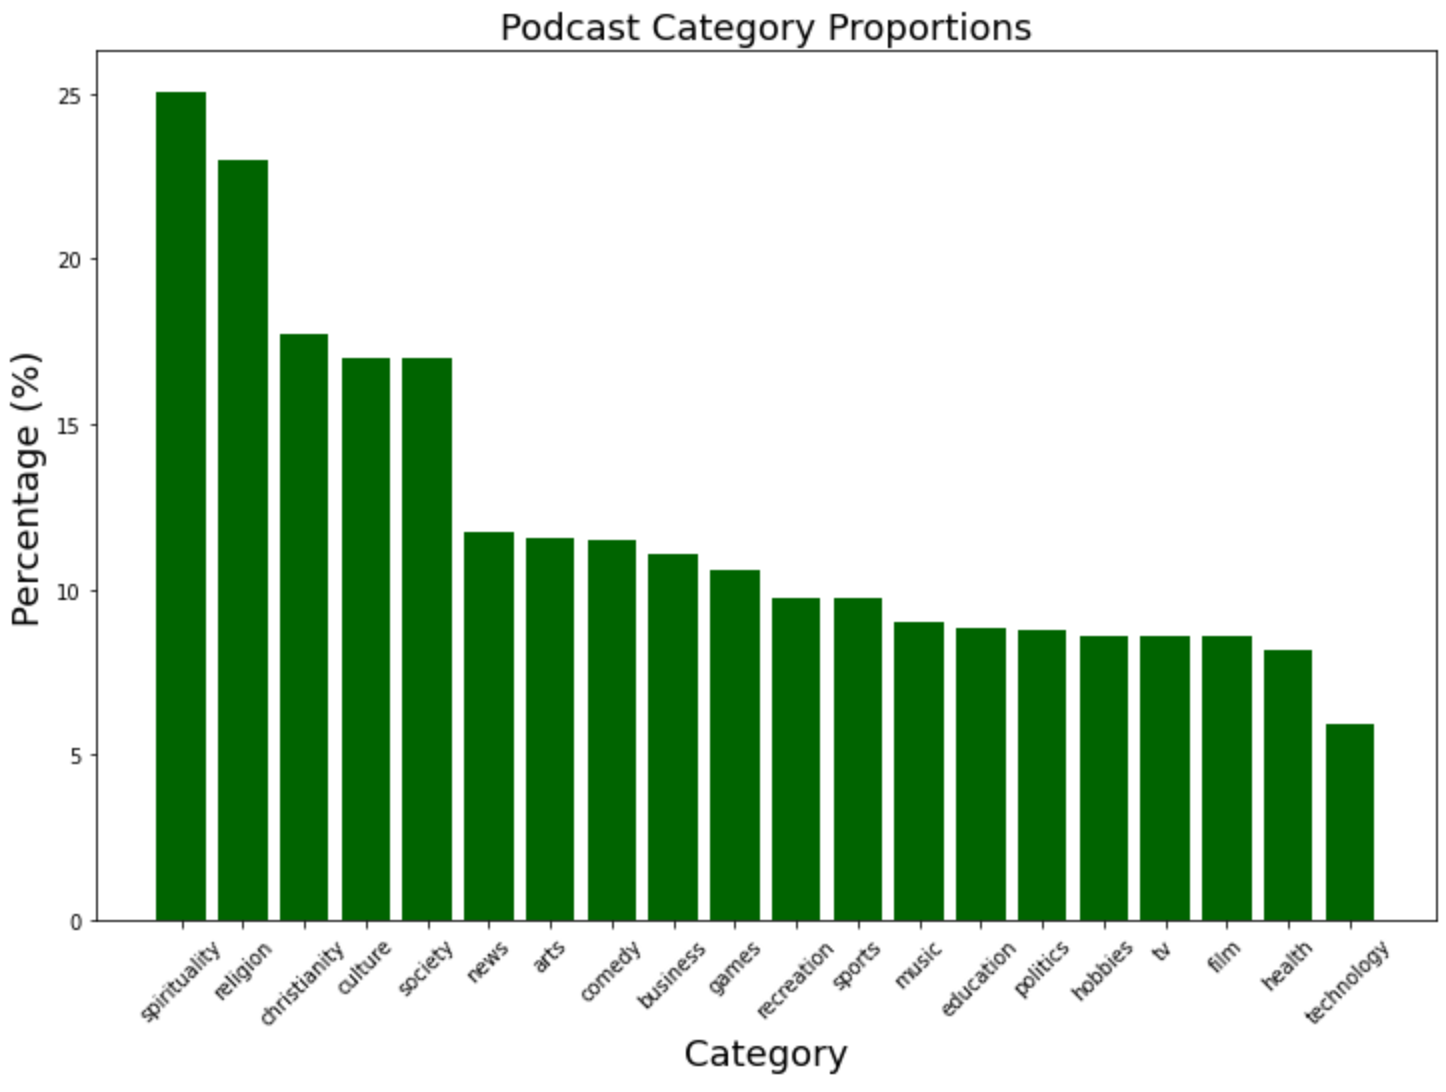 Podcast Category Proportions
Percentage (%)
25
20
15
10
5
0
spirituality
religion
christianity
culture
society
news
arts
comedy
business
games
recreation
sports
music
education
politics
hobbies
tv
film
health
technology
Category